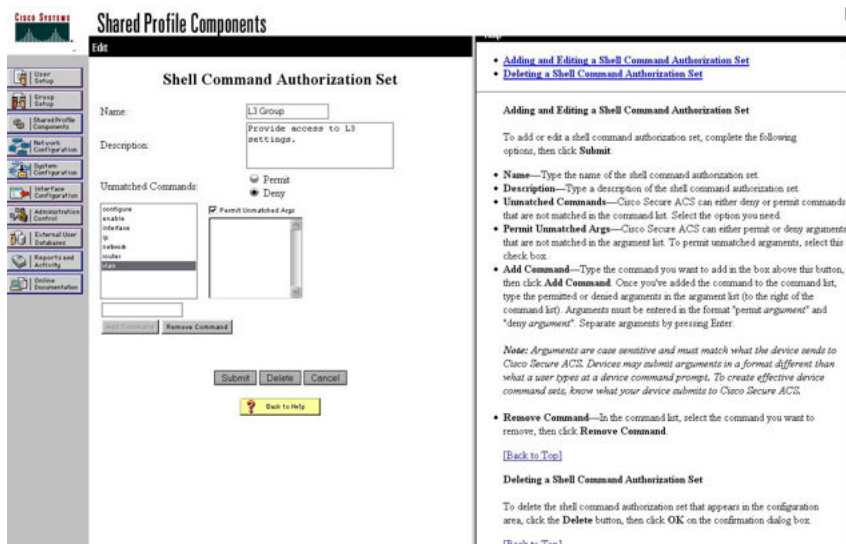 CISCO SYSTEMS
Shared Profile Components
Edit
User
Setup
Group
Setup
Shared Profile
Components
Network
Configuration
System
Configuration
Interface
Configuration
Administration
Control
External User
Databases
Reports and
Activity
Online
Documentation
Shell Command Authorization Set
Name:
L3 Group
Description:
Provide access to L3
settings.
Unmatched Commands:
Permit
Deny
configure
enable
interface
ip
network
router
vlan
Permit Unmatched Args
Add Command
Remove Command
Submit
Delete
Cancel
Back to Help
• Adding and Editing a Shell Command Authorization Set
• Deleting a Shell Command Authorization Set
Adding and Editing a Shell Command Authorization Set
To add or edit a shell command authorization set, complete the following
options, then click Submit.
• Name—Type the name of the shell command authorization set.
• Description—Type a description of the shell command authorization set.
• Unmatched Commands—Cisco Secure ACS can either deny or permit commands
that are not matched in the command list. Select the option you need.
• Permit Unmatched Args—Cisco Secure ACS can either permit or deny arguments
that are not matched in the argument list. To permit unmatched arguments, select this
check box.
• Add Command—Type the command you want to add in the box above this button,
then click Add Command. Once you've added the command to the command list,
type the permitted or denied arguments in the argument list (to the right of the
command list). Arguments must be entered in the format "permit argument" and
"deny argument". Separate arguments by pressing Enter.
Note: Arguments are case sensitive and must match what the device sends to
Cisco Secure ACS. Devices may submit arguments in a format different than
what a user types at a device command prompt. To create effective device
command sets, know what your device submits to Cisco Secure ACS.
• Remove Command—In the command list, select the command you want to
remove, then click Remove Command.
[Back to Top]
Deleting a Shell Command Authorization Set
To delete the shell command authorization set that appears in the configuration
area, click the Delete button, then click OK on the confirmation dialog box.
[Back to Top]